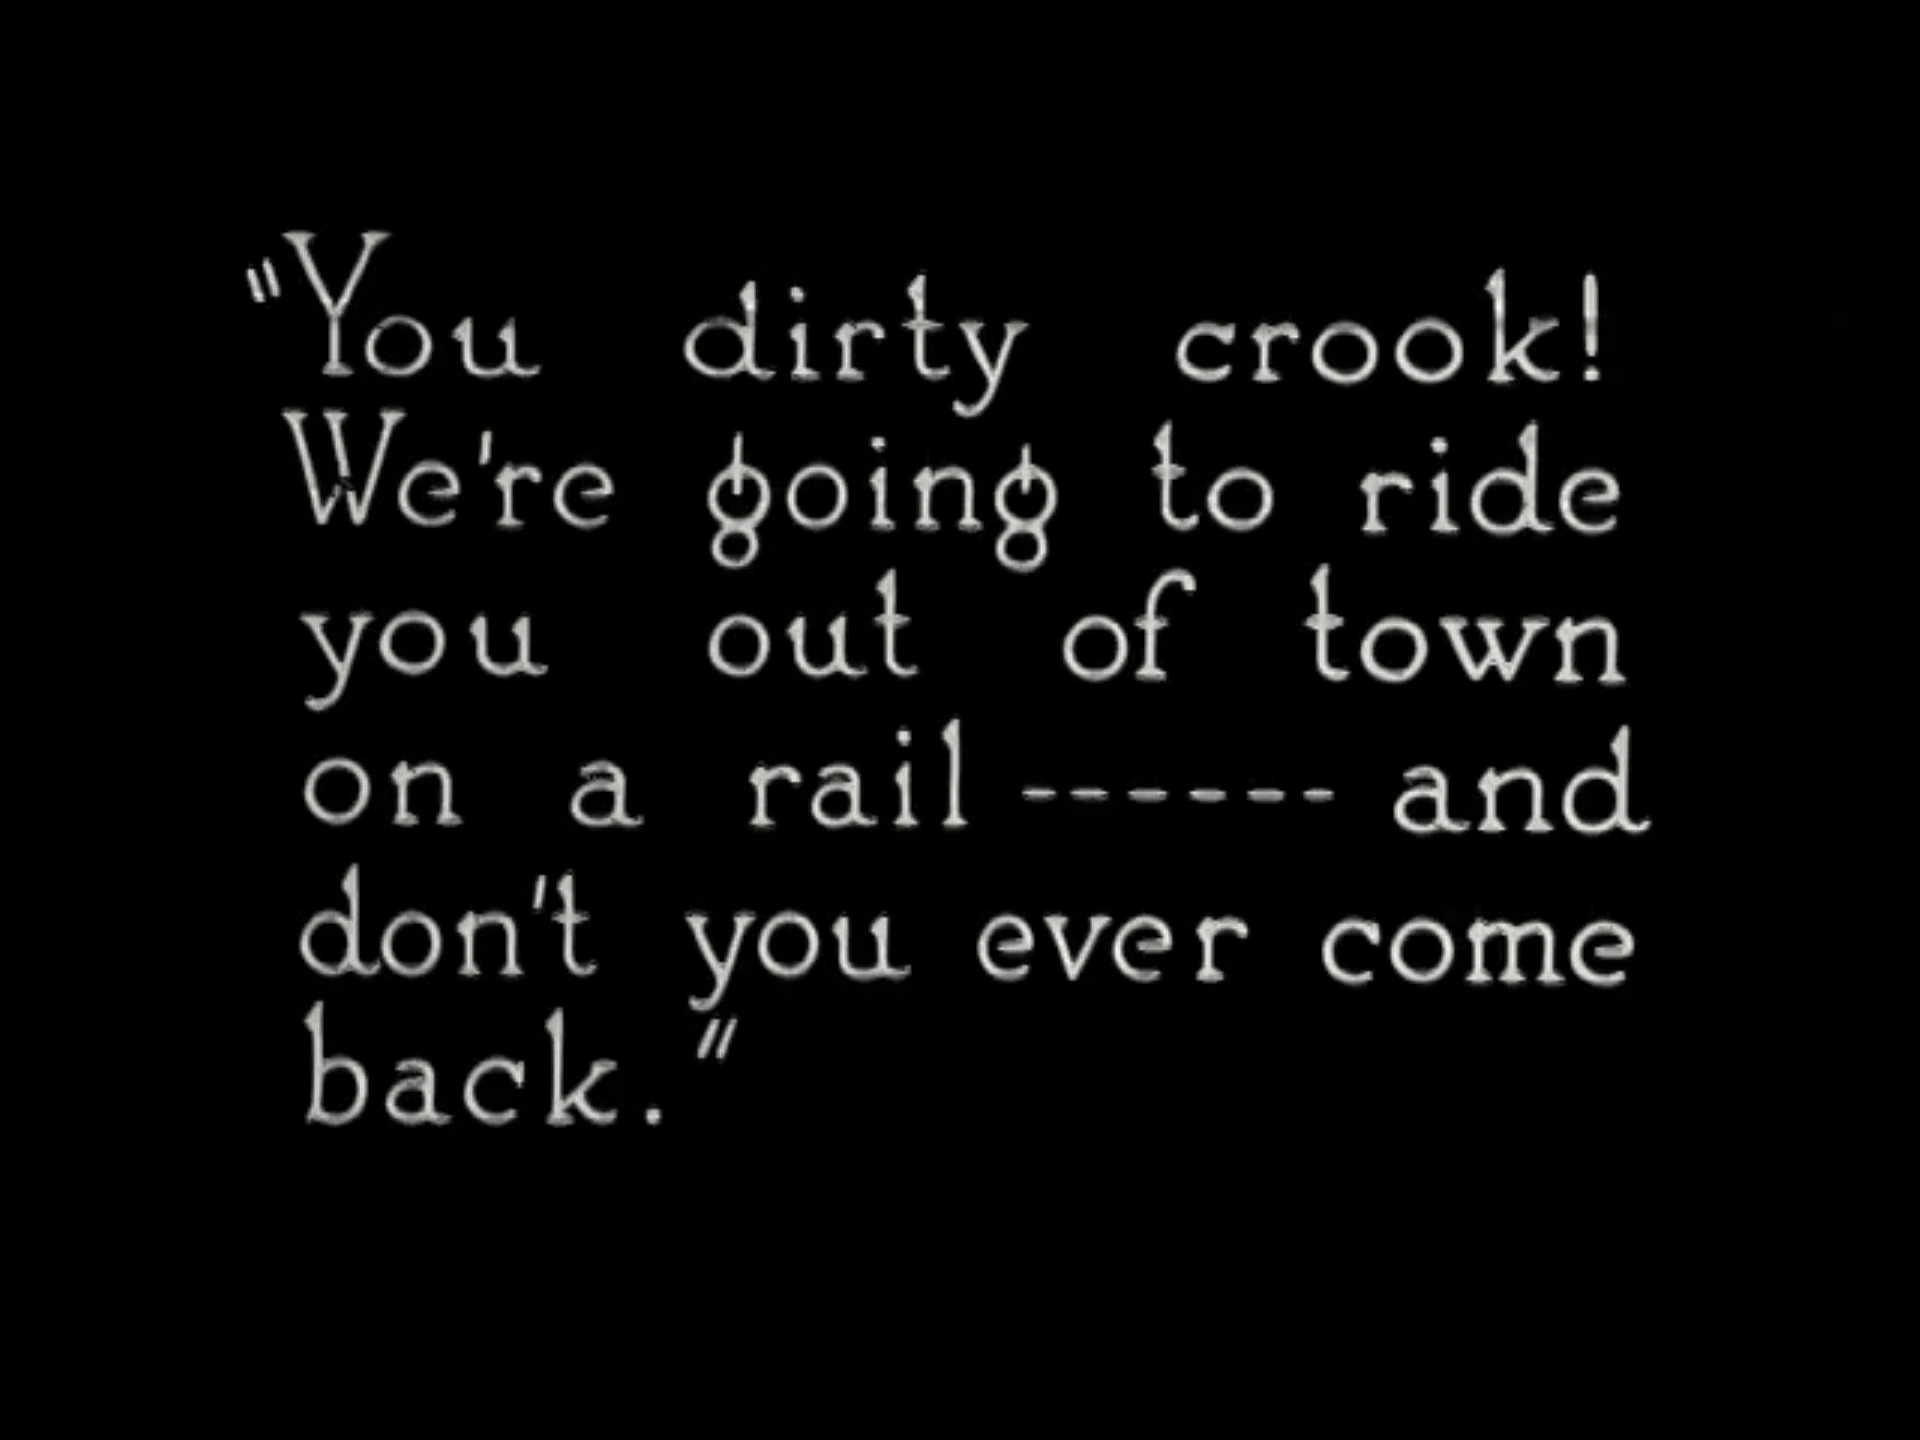 "You dirty crook!
We're going to ride
you out of town
on a rail ------ and
don't you ever come
back."